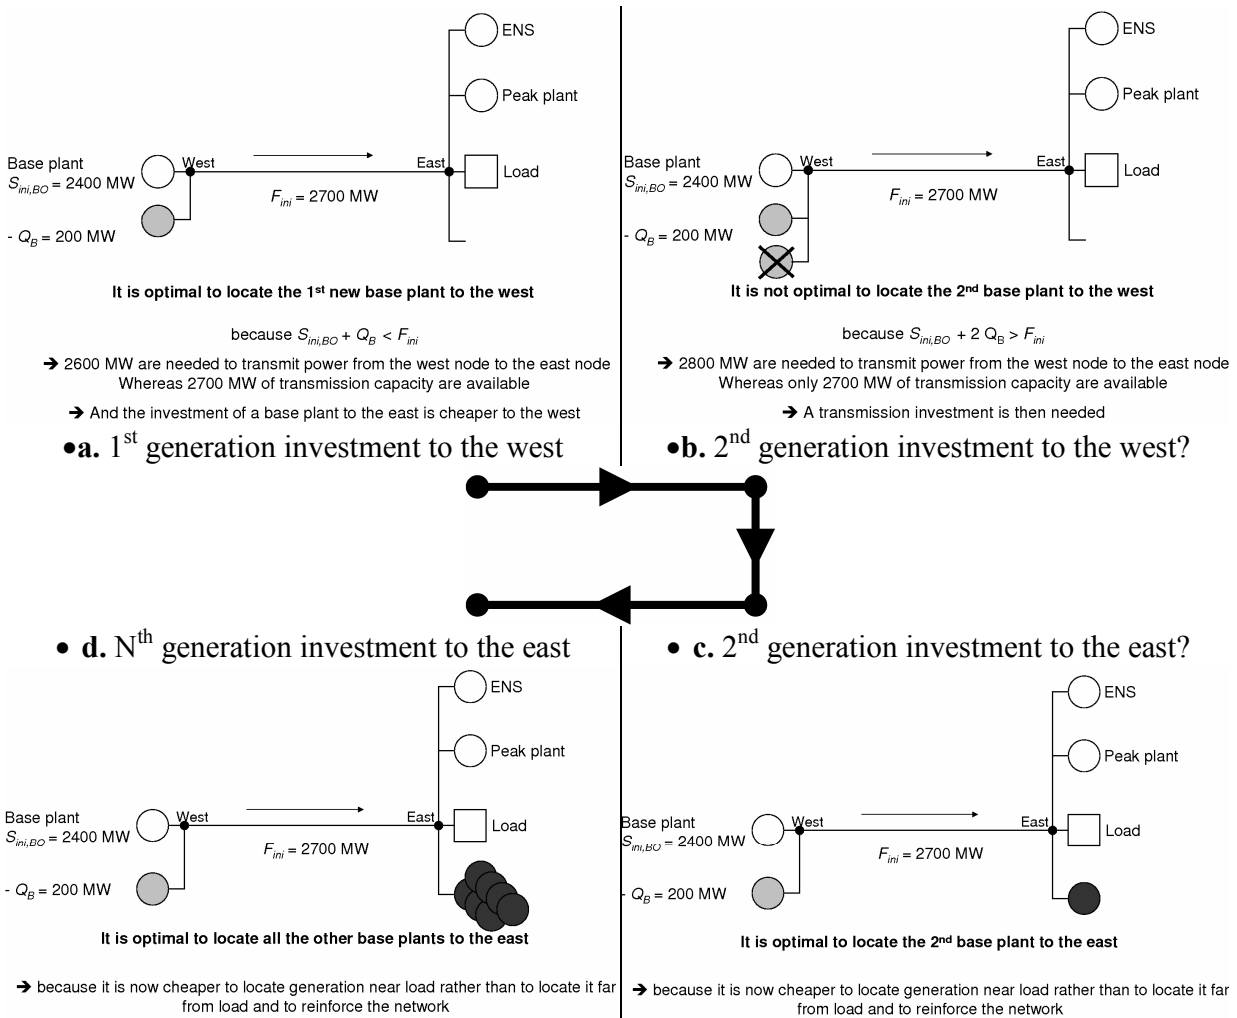 ENS
Peak plant
Base plant
West
East
Load
S_ini,BO = 2400 MW
F_ini = 2700 MW
- Q_B = 200 MW
It is optimal to locate the 1st new base plant to the west
because S_ini,BO + Q_B < F_ini
➔ 2600 MW are needed to transmit power from the west node to the east node
Whereas 2700 MW of transmission capacity are available
➔ And the investment of a base plant to the east is cheaper to the west
•a. 1st generation investment to the west
ENS
Peak plant
Base plant
West
East
Load
S_ini,BO = 2400 MW
F_ini = 2700 MW
- Q_B = 200 MW
It is not optimal to locate the 2nd base plant to the west
because S_ini,BO + 2 Q_B > F_ini
➔ 2800 MW are needed to transmit power from the west node to the east node
Whereas only 2700 MW of transmission capacity are available
➔ A transmission investment is then needed
•b. 2nd generation investment to the west?
• d. Nth generation investment to the east
ENS
Peak plant
Base plant
West
East
Load
S_ini,BO = 2400 MW
F_ini = 2700 MW
- Q_B = 200 MW
It is optimal to locate all the other base plants to the east
➔ because it is now cheaper to locate generation near load rather than to locate it far
from load and to reinforce the network
• c. 2nd generation investment to the east?
ENS
Peak plant
Base plant
West
East
Load
S_ini,BO = 2400 MW
F_ini = 2700 MW
- Q_B = 200 MW
It is optimal to locate the 2nd base plant to the east
➔ because it is now cheaper to locate generation near load rather than to locate it far
from load and to reinforce the network